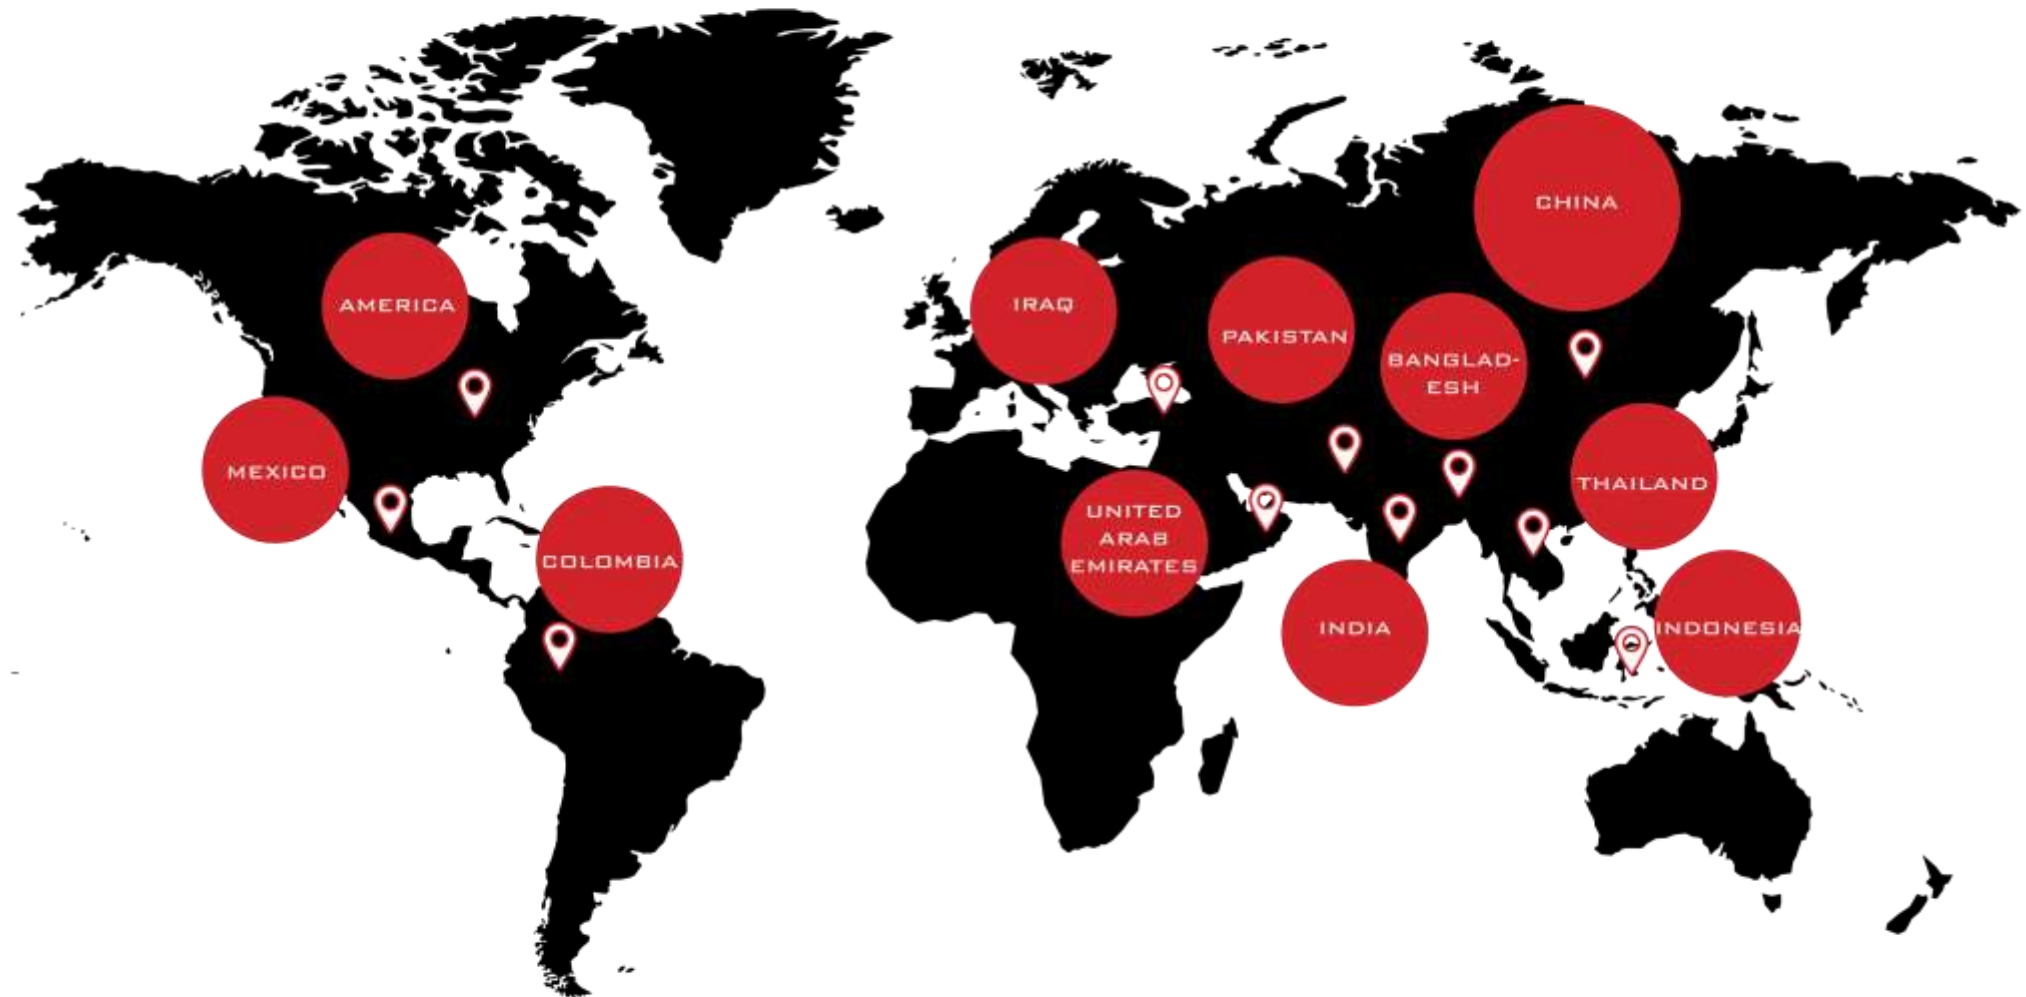 CHINA
AMERICA
IRAQ
PAKISTAN
BANGLAD-
ESH
MEXICO
THAILAND
COLOMBIA
UNITED
ARAB
EMIRATES
INDIA
INDONESIA